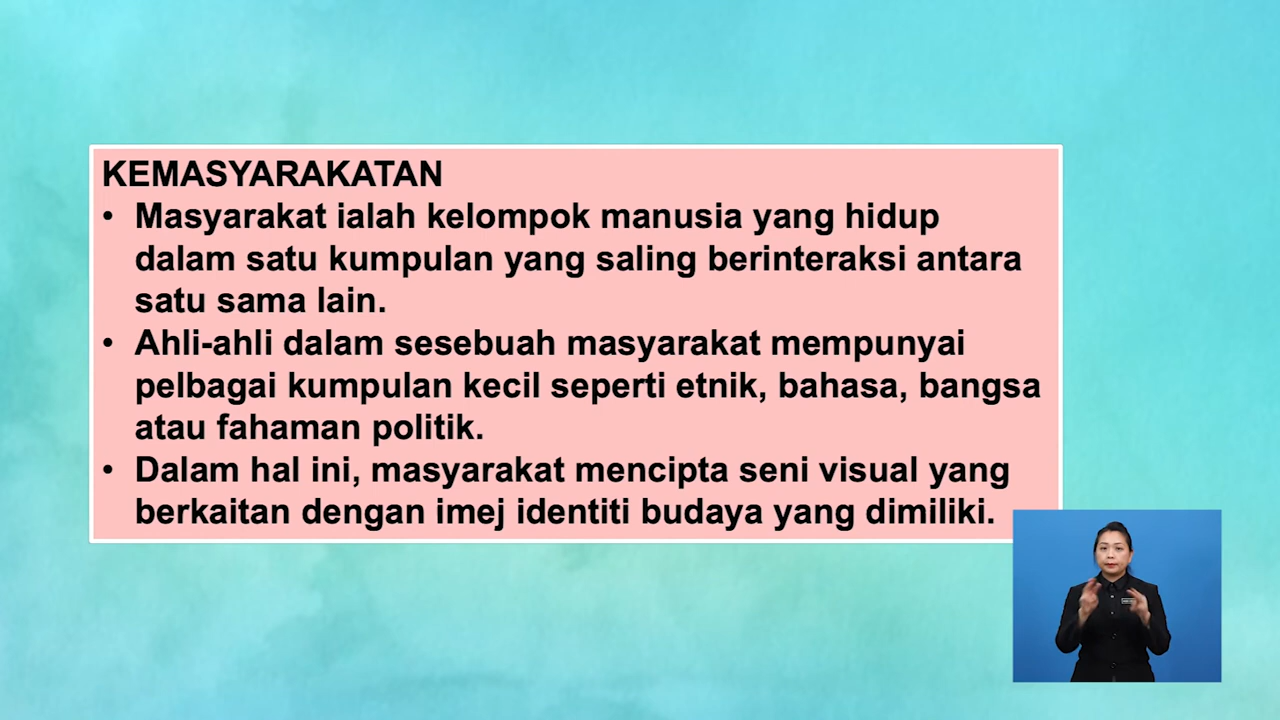 KEMASYARAKATAN
• Masyarakat ialah kelompok manusia yang hidup
dalam satu kumpulan yang saling berinteraksi antara
satu sama lain.
• Ahli-ahli dalam sesebuah masyarakat mempunyai
pelbagai kumpulan kecil seperti etnik, bahasa, bangsa
atau fahaman politik.
• Dalam hal ini, masyarakat mencipta seni visual yang
berkaitan dengan imej identiti budaya yang dimiliki.